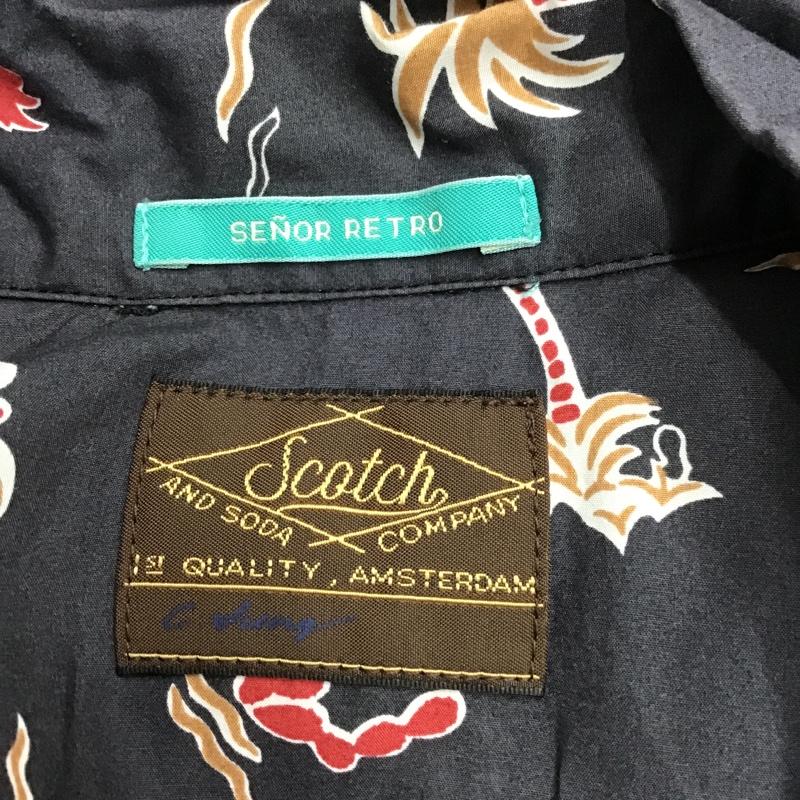 SEÑOR RETRO
Scotch
AND SODA COMPANY
1ST QUALITY, AMSTERDAM